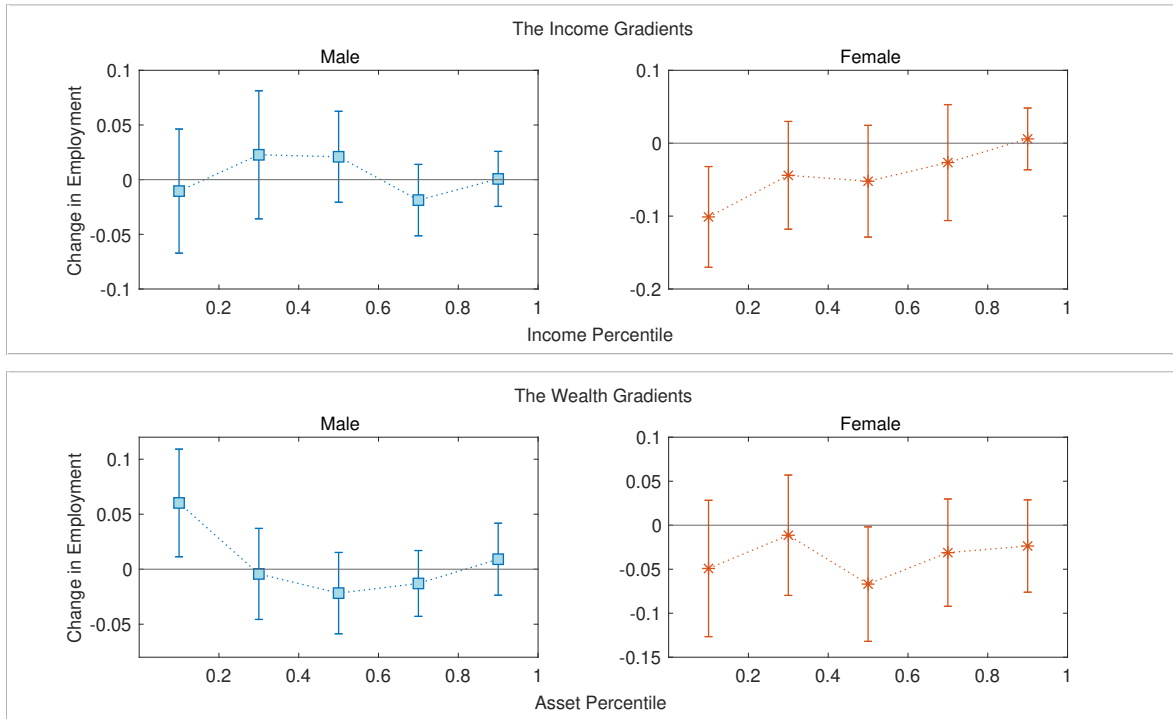 The Income Gradients
Male
Female
Change in Employment
0.1
0.05
0
-0.05
-0.1
0.2 0.4 0.6 0.8 1
0.1
0
-0.1
-0.2
0.2 0.4 0.6 0.8 1
Income Percentile
The Wealth Gradients
Male
Female
Change in Employment
0.1
0.05
0
-0.05
0.2 0.4 0.6 0.8 1
0.1
0.05
0
-0.05
-0.1
-0.15
0.2 0.4 0.6 0.8 1
Asset Percentile